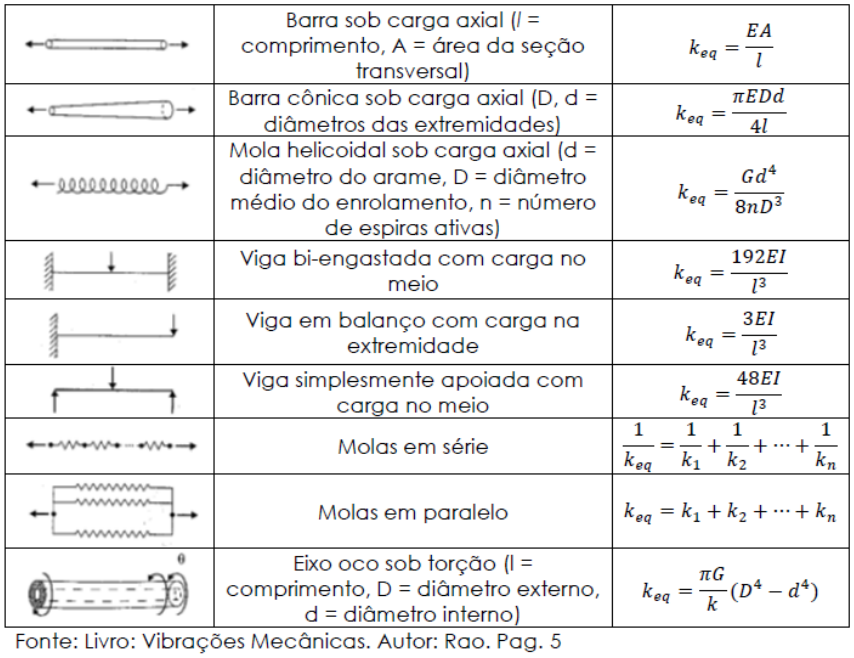 Barra sob carga axial (l =
comprimento, A = área da seção
transversal)
k_eq = EA/l
Barra cônica sob carga axial (D, d =
diâmetros das extremidades)
k_eq = πEDd/4l
Mola helicoidal sob carga axial (d =
diâmetro do arame, D = diâmetro
médio do enrolamento, n = número
de espiras ativas)
k_eq = Gd⁴/8nD³
Viga bi-engastada com carga no
meio
k_eq = 192EI/l³
Viga em balanço com carga na
extremidade
k_eq = 3EI/l³
Viga simplesmente apoiada com
carga no meio
k_eq = 48EI/l³
Molas em série
1/k_eq = 1/k₁ + 1/k₂ + ⋯ + 1/kₙ
Molas em paralelo
k_eq = k₁ + k₂ + ⋯ + kₙ
θ
Eixo oco sob torção (l =
comprimento, D = diâmetro externo,
d = diâmetro interno)
k_eq = πG/k (D⁴ − d⁴)
Fonte: Livro: Vibrações Mecânicas. Autor: Rao. Pag. 5